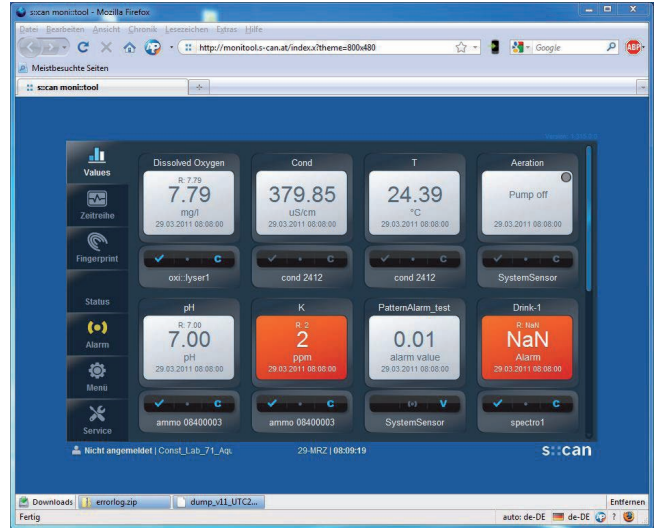 s::can moni::tool - Mozilla Firefox
Datei Bearbeiten Ansicht Chronik Lesezeichen Extras Hilfe
http://monitool.s-can.at/index.x?theme=800x480
Google
ABP
Meistbesuchte Seiten
s::can moni::tool
Values
Zeitreihe
Fingerprint
Status
Alarm
Menü
Service
Dissolved Oxygen Cond T Aeration
R: 7.79
7.79 379.85 24.39 Pump off
mg/l uS/cm °C
29.03.2011 08:08:00 29.03.2011 08:08:00 29.03.2011 08:08:00 29.03.2011 08:08:00
C C C C
oxi::lyser1 cond 2412 cond 2412 SystemSensor
pH K PatternAlarm_test Drink-1
R: 7.00 R: 2 R: NaN
7.00 2 0.01 NaN
pH ppm alarm value Alarm
29.03.2011 08:08:00 29.03.2011 08:08:00 29.03.2011 08:08:00 29.03.2011 08:08:00
C C V C
ammo 08400003 ammo 08400003 SystemSensor spectro1
Nicht angemeldet | Const_Lab_71_Aqu 29-MRZ | 08:09:19 s::can
Downloads errorlog.zip dump_v11_UTC2... Entfernen
Fertig auto: de-DE de-DE ?